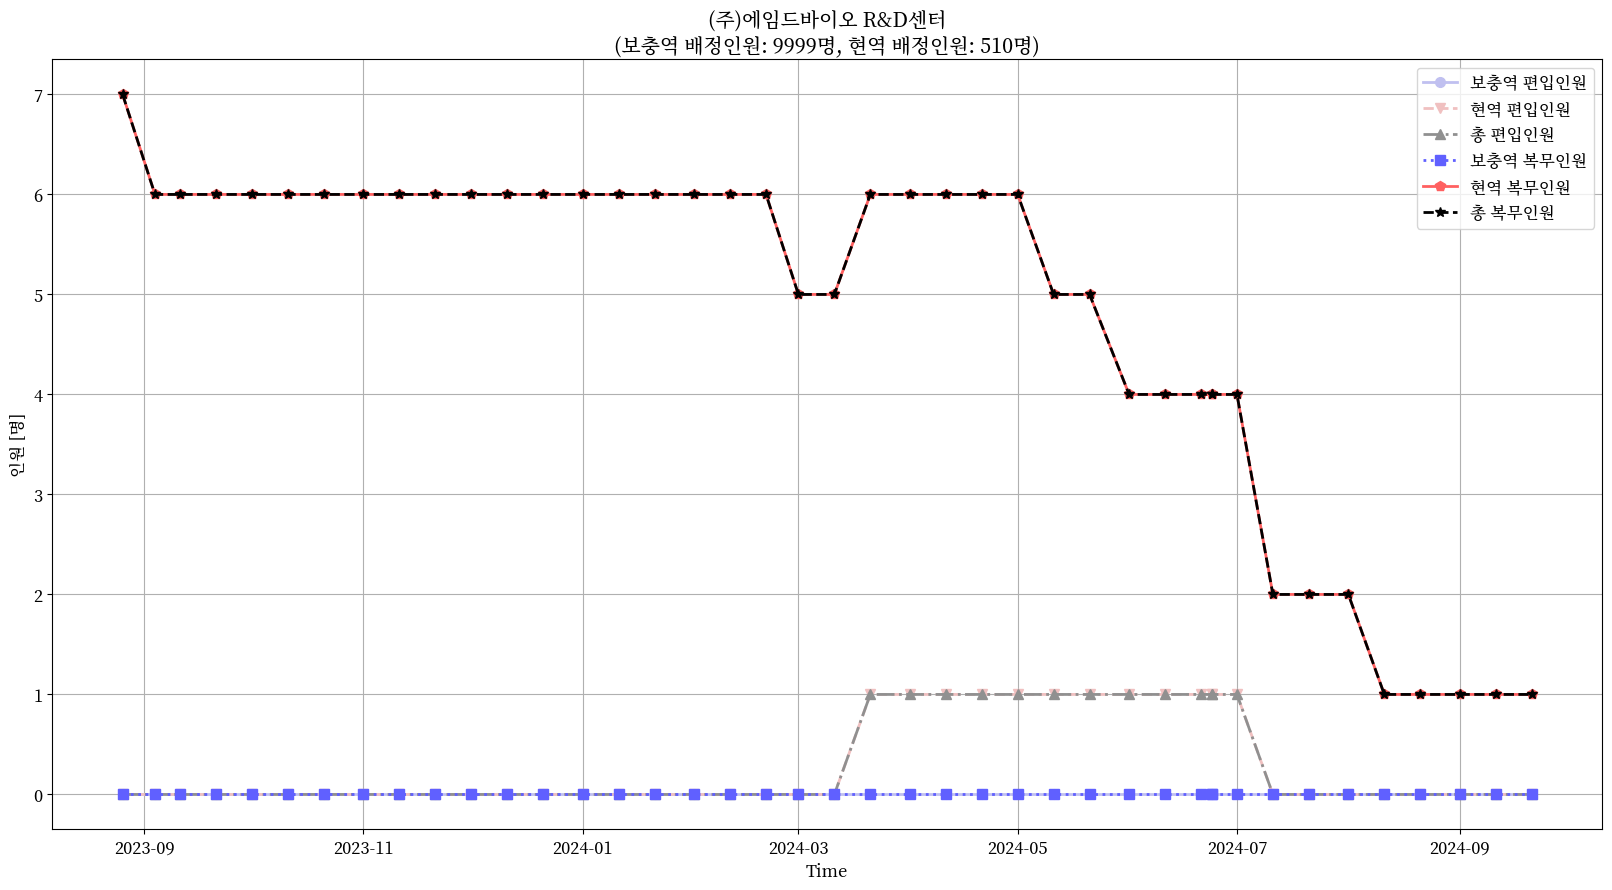 (주)에임드바이오 R&D센터
(보충역 배정인원: 9999명, 현역 배정인원: 510명)
보충역 편입인원
현역 편입인원
총 편입인원
보충역 복무인원
현역 복무인원
총 복무인원
인원 [명]
7
6
5
4
3
2
1
0
2023-09
2023-11
2024-01
2024-03
2024-05
2024-07
2024-09
Time